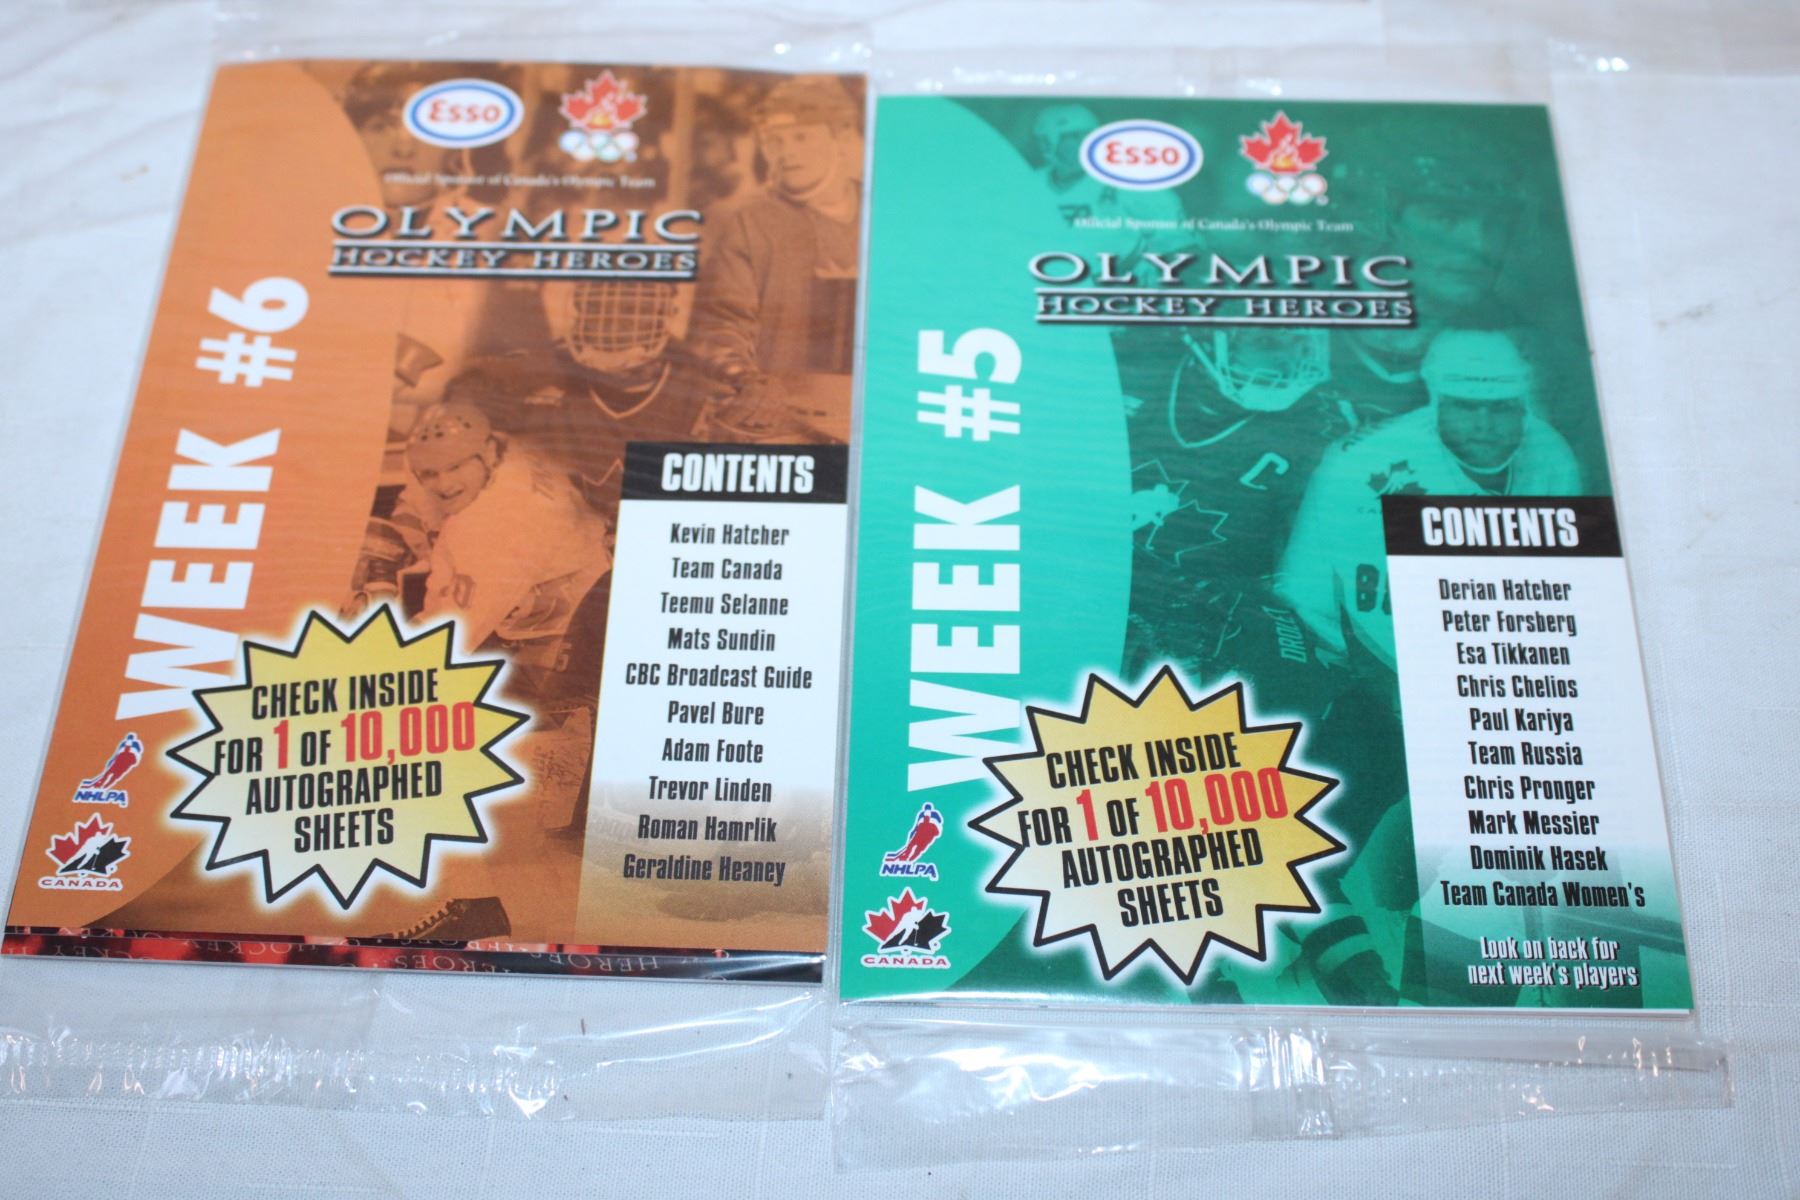 Esso
Official Sponsor of Canada's Olympic Team
OLYMPIC
HOCKEY HEROES
WEEK #6
CONTENTS
Kevin Hatcher
Team Canada
Teemu Selanne
Mats Sundin
CBC Broadcast Guide
Pavel Bure
Adam Foote
Trevor Linden
Roman Hamrlik
Geraldine Heaney
CHECK INSIDE
FOR 1 OF 10,000
AUTOGRAPHED
SHEETS
NHLPA
CANADA
Esso
Official Sponsor of Canada's Olympic Team
OLYMPIC
HOCKEY HEROES
WEEK #5
C
DROLET
CONTENTS
Derian Hatcher
Peter Forsberg
Esa Tikkanen
Chris Chelios
Paul Kariya
Team Russia
Chris Pronger
Mark Messier
Dominik Hasek
Team Canada Women's
Look on back for
next week's players
CHECK INSIDE
FOR 1 OF 10,000
AUTOGRAPHED
SHEETS
NHLPA
CANADA